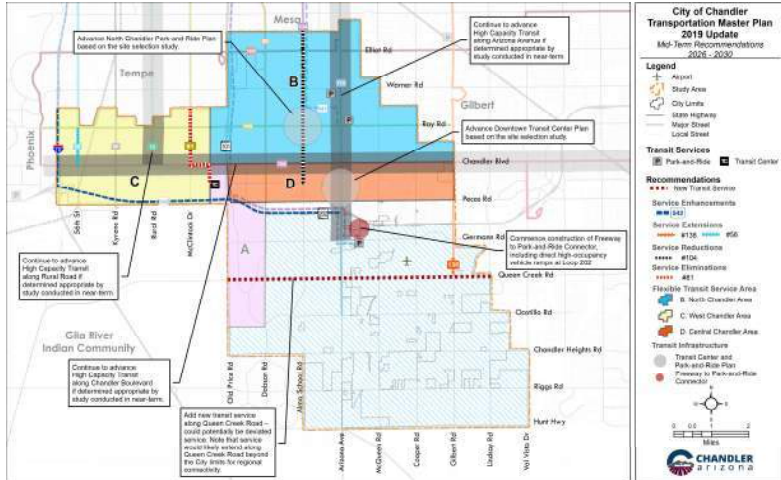 City of Chandler
Transportation Master Plan
2019 Update
Mid-Term Recommendations
2026 - 2030
Legend
Airport
Study Area
City Limits
State Highway
Major Street
Local Street
Transit Services
P Park-and-Ride
Transit Center
Recommendations
New Transit Service
Service Enhancements
542
Service Extensions
#136
#56
Service Reductions
#104
Service Eliminations
#81
Flexible Transit Service Area
B: North Chandler Area
C: West Chandler Area
D: Central Chandler Area
Transit Infrastructure
Transit Center and
Park-and-Ride Plan
Freeway to Park-and-Ride
Connector
N
0
1
2
Miles
CHANDLER
arizona
Mesa
Tempe
Phoenix
Gilbert
Gila River
Indian Community
Advance North Chandler Park and Ride Plan
based on the site selection study.
Continue to advance
High Capacity Transit
along Arizona Avenue if
determined appropriate by
study conducted in near-term.
Advance Downtown Transit Center Plan
based on the site selection study.
Commence construction of Freeway
to Park-and-Ride Connector,
including direct high-occupancy
vehicle ramps at Loop 202
Continue to advance
High Capacity Transit
along Rural Road if
determined appropriate by
study conducted in near-term.
Continue to advance
High Capacity Transit
along Chandler Boulevard
if determined appropriate by
study conducted in near-term.
Add new transit service
along Queen Creek Road –
could potentially be deviated
service. Note that service
would likely extend along
Queen Creek Road beyond
the City limits for regional
connectivity.
A
B
C
D
P
P
P
Elliot Rd
Warner Rd
Ray Rd
Chandler Blvd
Pecos Rd
Germann Rd
Queen Creek Rd
Ocotillo Rd
Chandler Heights Rd
Riggs Rd
Hunt Hwy
56th St
Kyrene Rd
Rural Rd
McClintock Dr
Old Price Rd
Dobson Rd
Alma School Rd
Arizona Ave
McQueen Rd
Cooper Rd
Gilbert Rd
Lindsay Rd
Val Vista Dr